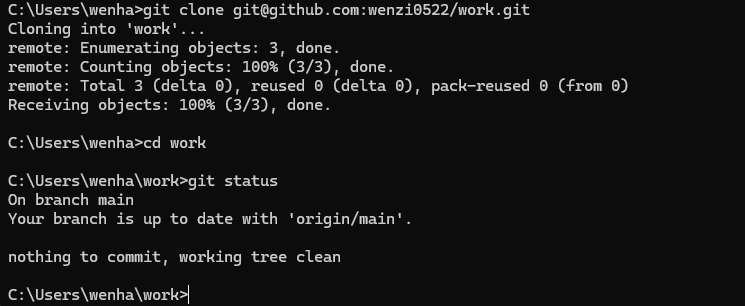 C:\Users\wenha>git clone git@github.com:wenzi0522/work.git
Cloning into 'work'...
remote: Enumerating objects: 3, done.
remote: Counting objects: 100% (3/3), done.
remote: Total 3 (delta 0), reused 0 (delta 0), pack-reused 0 (from 0)
Receiving objects: 100% (3/3), done.
C:\Users\wenha>cd work
C:\Users\wenha\work>git status
On branch main
Your branch is up to date with 'origin/main'.
nothing to commit, working tree clean
C:\Users\wenha\work>